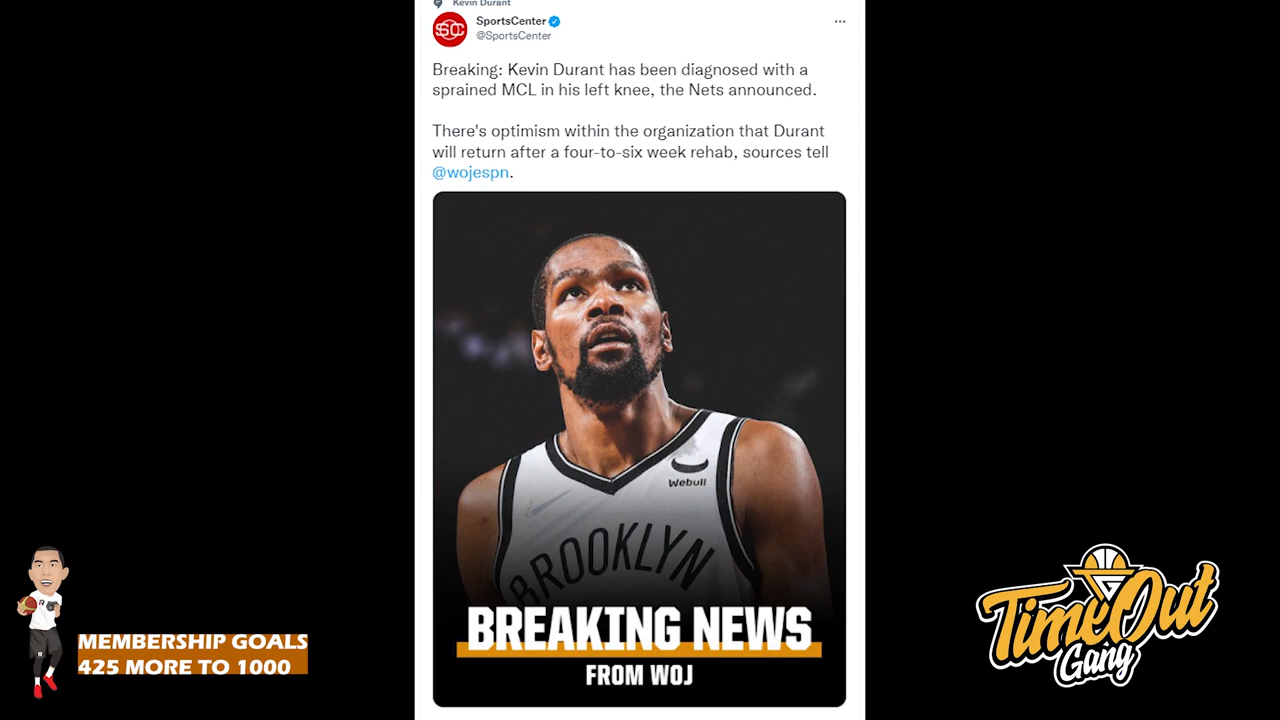 Kevin Durant
SportsCenter
@SportsCenter
Breaking: Kevin Durant has been diagnosed with a
sprained MCL in his left knee, the Nets announced.
There's optimism within the organization that Durant
will return after a four-to-six week rehab, sources tell
@wojespn.
Webull
BROOKLYN
BREAKING NEWS
FROM WOJ
MEMBERSHIP GOALS
425 MORE TO 1000
TimeOut
Gang